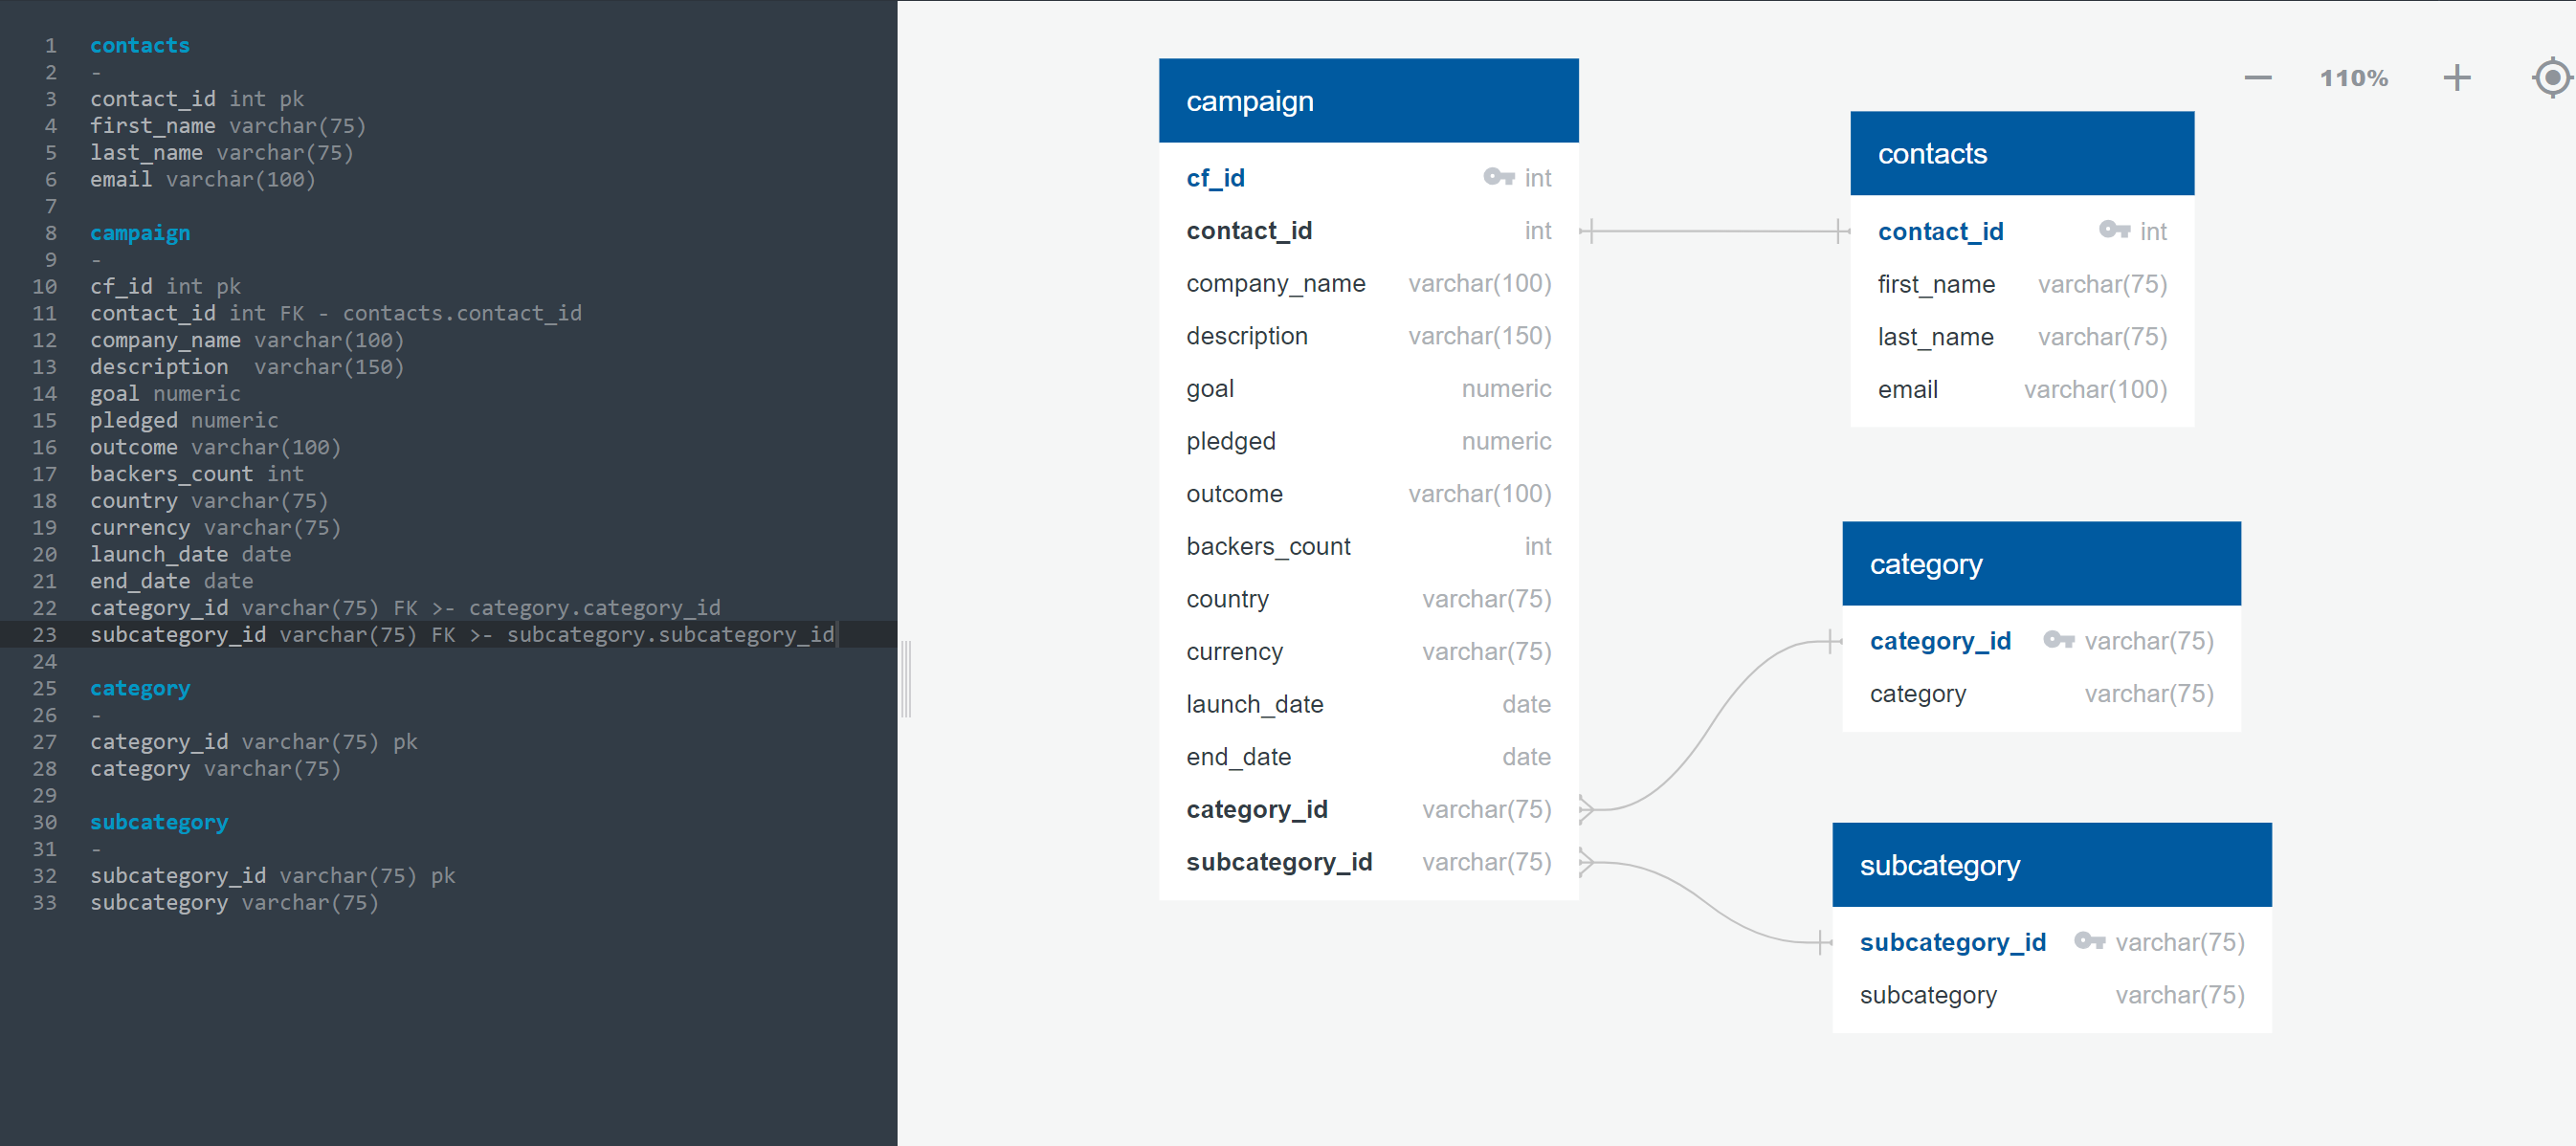 1 contacts
2 -
3 contact_id int pk
4 first_name varchar(75)
5 last_name varchar(75)
6 email varchar(100)
7
8 campaign
9 -
10 cf_id int pk
11 contact_id int FK - contacts.contact_id
12 company_name varchar(100)
13 description  varchar(150)
14 goal numeric
15 pledged numeric
16 outcome varchar(100)
17 backers_count int
18 country varchar(75)
19 currency varchar(75)
20 launch_date date
21 end_date date
22 category_id varchar(75) FK >- category.category_id
23 subcategory_id varchar(75) FK >- subcategory.subcategory_id
24
25 category
26 -
27 category_id varchar(75) pk
28 category varchar(75)
29
30 subcategory
31 -
32 subcategory_id varchar(75) pk
33 subcategory varchar(75)
campaign
cf_id int
contact_id int
company_name varchar(100)
description varchar(150)
goal numeric
pledged numeric
outcome varchar(100)
backers_count int
country varchar(75)
currency varchar(75)
launch_date date
end_date date
category_id varchar(75)
subcategory_id varchar(75)
110%
contacts
contact_id int
first_name varchar(75)
last_name varchar(75)
email varchar(100)
category
category_id varchar(75)
category varchar(75)
subcategory
subcategory_id varchar(75)
subcategory varchar(75)